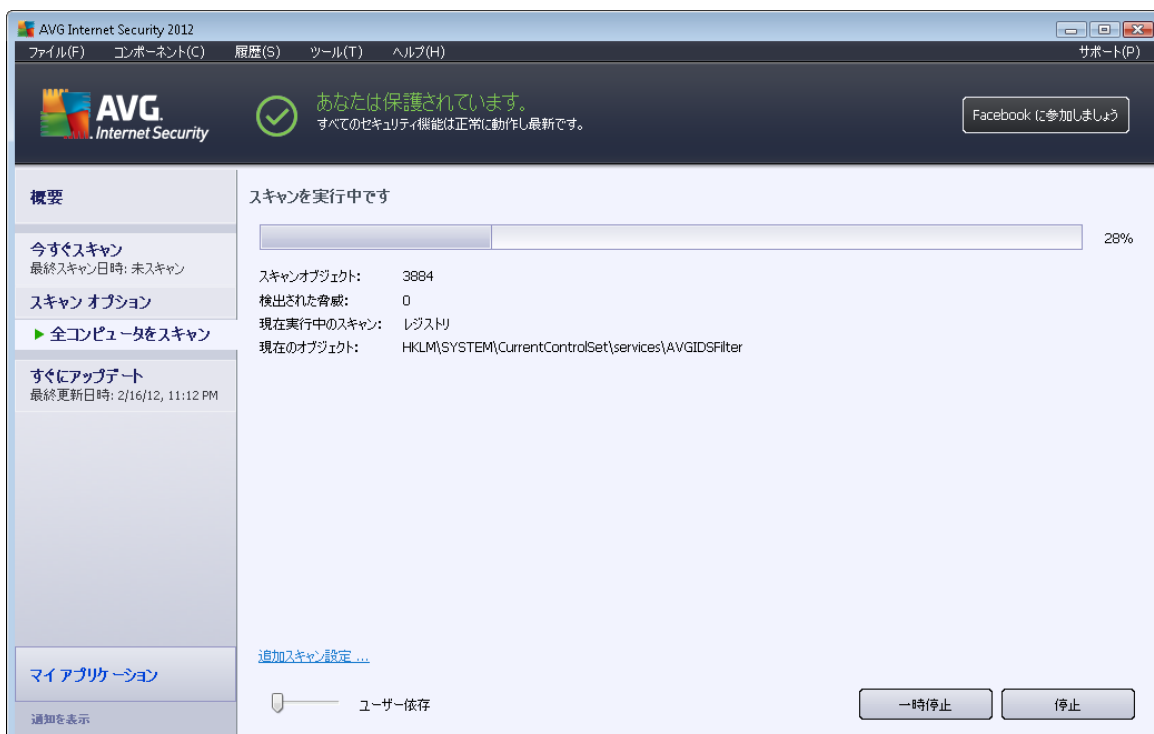 AVG Internet Security 2012
ファイル(F) コンポーネント(C) 履歴(S) ツール(T) ヘルプ(H) サポート(P)
AVG.
Internet Security
あなたは保護されています。
すべてのセキュリティ機能は正常に動作し最新です。
Facebook に参加しましょう
概要
今すぐスキャン
最終スキャン日時: 未スキャン
スキャン オプション
全コンピュータをスキャン
すぐにアップデート
最終更新日時: 2/16/12, 11:12 PM
マイ アプリケーション
通知を表示
スキャンを実行中です
28%
スキャンオブジェクト: 3884
検出された脅威: 0
現在実行中のスキャン: レジストリ
現在のオブジェクト: HKLM\SYSTEM\CurrentControlSet\services\AVGIDSFilter
追加スキャン設定 ...
ユーザー依存
一時停止
停止